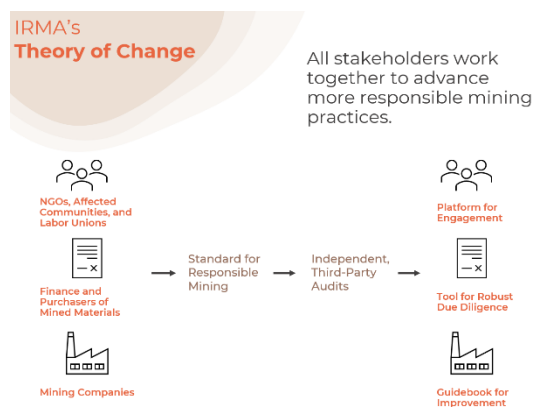 IRMA's
Theory of Change
All stakeholders work
together to advance
more responsible mining
practices.
NGOs, Affected
Communities, and
Labor Unions
Finance and
Purchasers of
Mined Materials
Mining Companies
Standard for
Responsible
Mining
Independent,
Third-Party
Audits
Platform for
Engagement
Tool for Robust
Due Diligence
Guidebook for
Improvement